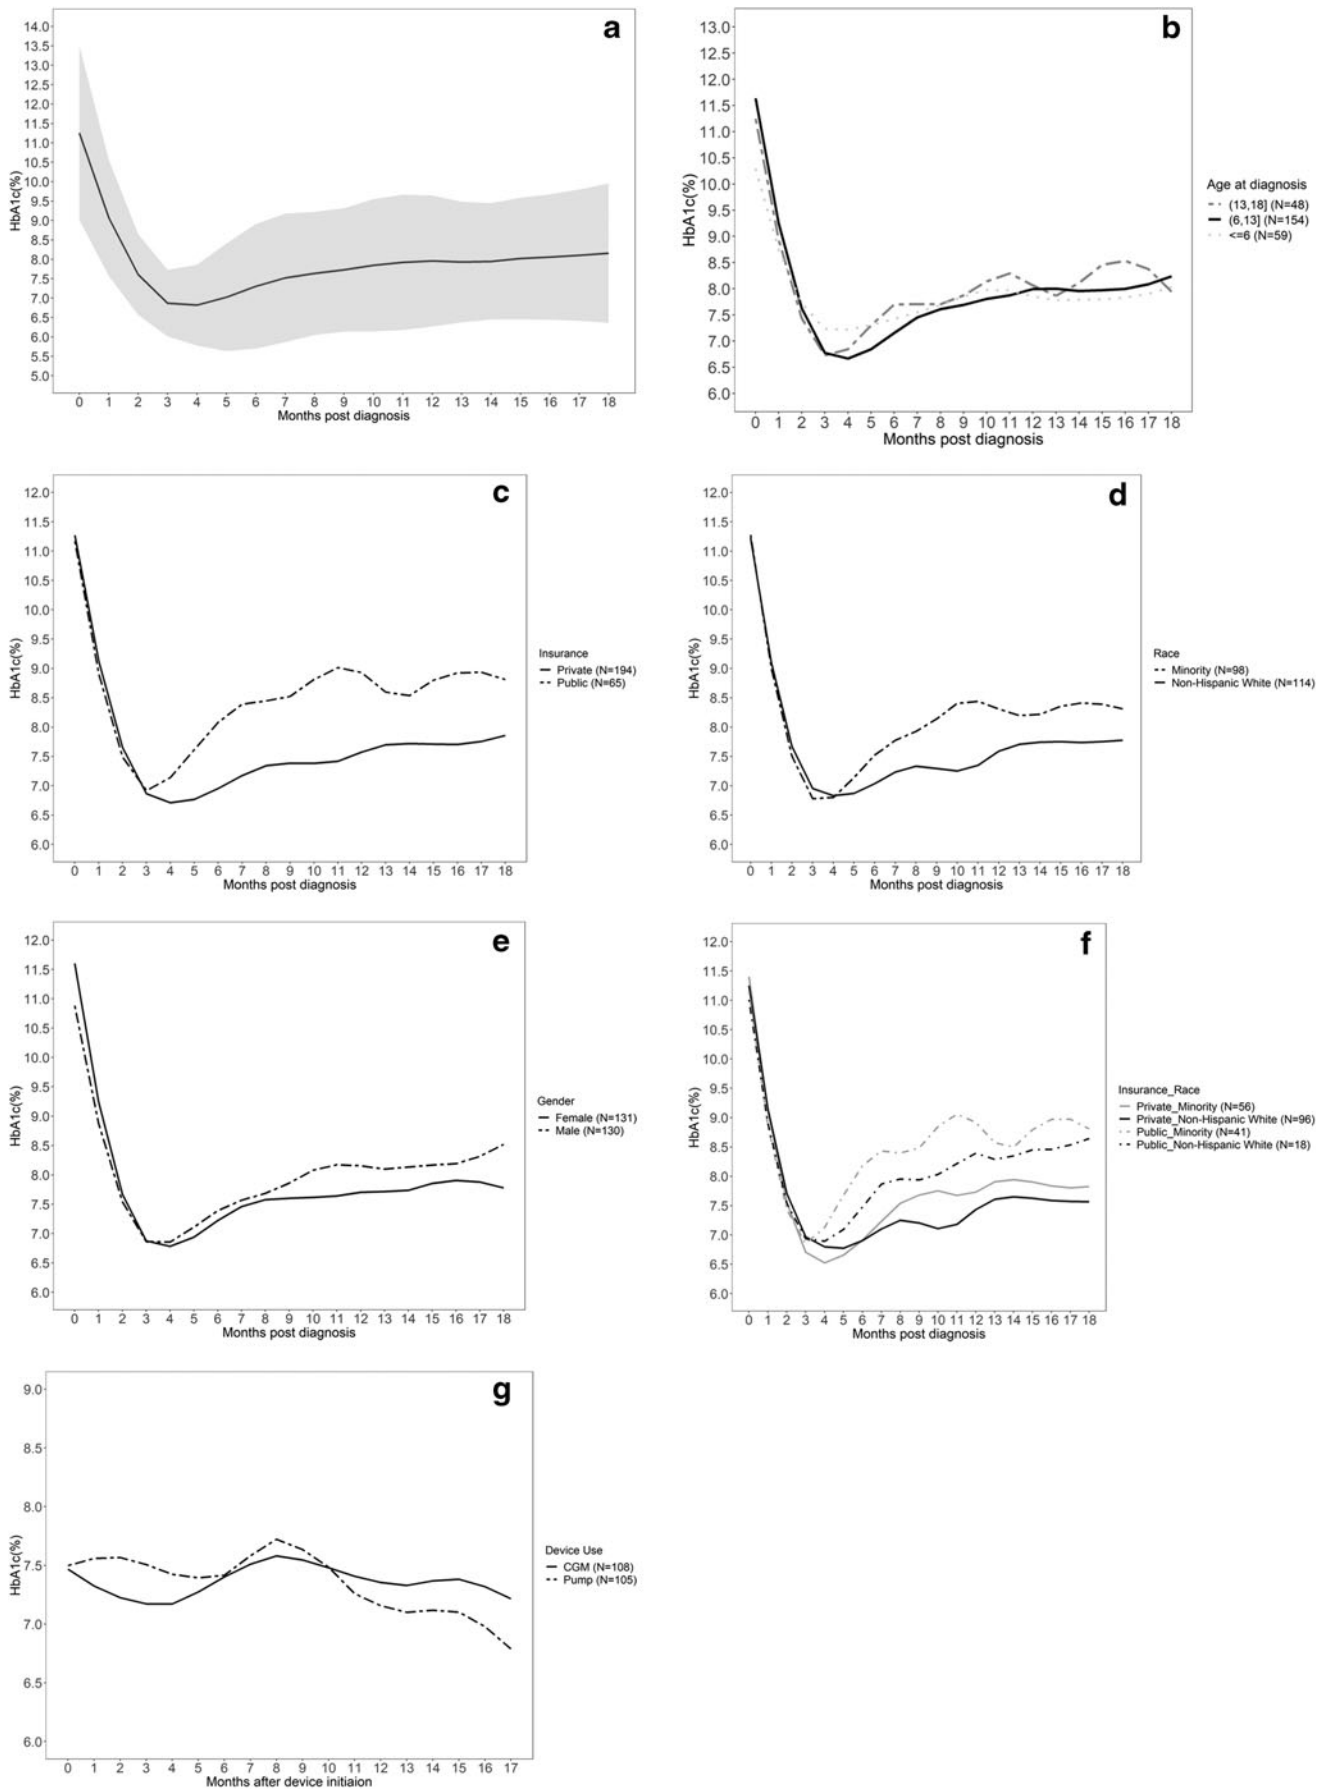 a
14.0
13.5
13.0
12.5
12.0
11.5
11.0
10.5
10.0
9.5
9.0
8.5
8.0
7.5
7.0
6.5
6.0
5.5
5.0
HbA1c(%)
0 1 2 3 4 5 6 7 8 9 10 11 12 13 14 15 16 17 18
Months post diagnosis
b
13.0
12.5
12.0
11.5
11.0
10.5
10.0
9.5
9.0
8.5
8.0
7.5
7.0
6.5
6.0
HbA1c(%)
0 1 2 3 4 5 6 7 8 9 10 11 12 13 14 15 16 17 18
Months post diagnosis
Age at diagnosis
(13,18] (N=48)
(6,13] (N=154)
<=6 (N=59)
c
12.0
11.5
11.0
10.5
10.0
9.5
9.0
8.5
8.0
7.5
7.0
6.5
6.0
HbA1c(%)
0 1 2 3 4 5 6 7 8 9 10 11 12 13 14 15 16 17 18
Months post diagnosis
Insurance
Private (N=194)
Public (N=65)
d
12.0
11.5
11.0
10.5
10.0
9.5
9.0
8.5
8.0
7.5
7.0
6.5
6.0
HbA1c(%)
0 1 2 3 4 5 6 7 8 9 10 11 12 13 14 15 16 17 18
Months post diagnosis
Race
Minority (N=98)
Non-Hispanic White (N=114)
e
12.0
11.5
11.0
10.5
10.0
9.5
9.0
8.5
8.0
7.5
7.0
6.5
6.0
HbA1c(%)
0 1 2 3 4 5 6 7 8 9 10 11 12 13 14 15 16 17 18
Months post diagnosis
Gender
Female (N=131)
Male (N=130)
f
12.0
11.5
11.0
10.5
10.0
9.5
9.0
8.5
8.0
7.5
7.0
6.5
6.0
HbA1c(%)
0 1 2 3 4 5 6 7 8 9 10 11 12 13 14 15 16 17 18
Months post diagnosis
Insurance_Race
Private_Minority (N=56)
Private_Non-Hispanic White (N=96)
Public_Minority (N=41)
Public_Non-Hispanic White (N=18)
g
9.0
8.5
8.0
7.5
7.0
6.5
6.0
HbA1c(%)
0 1 2 3 4 5 6 7 8 9 10 11 12 13 14 15 16 17
Months after device initiaion
Device Use
CGM (N=108)
Pump (N=105)